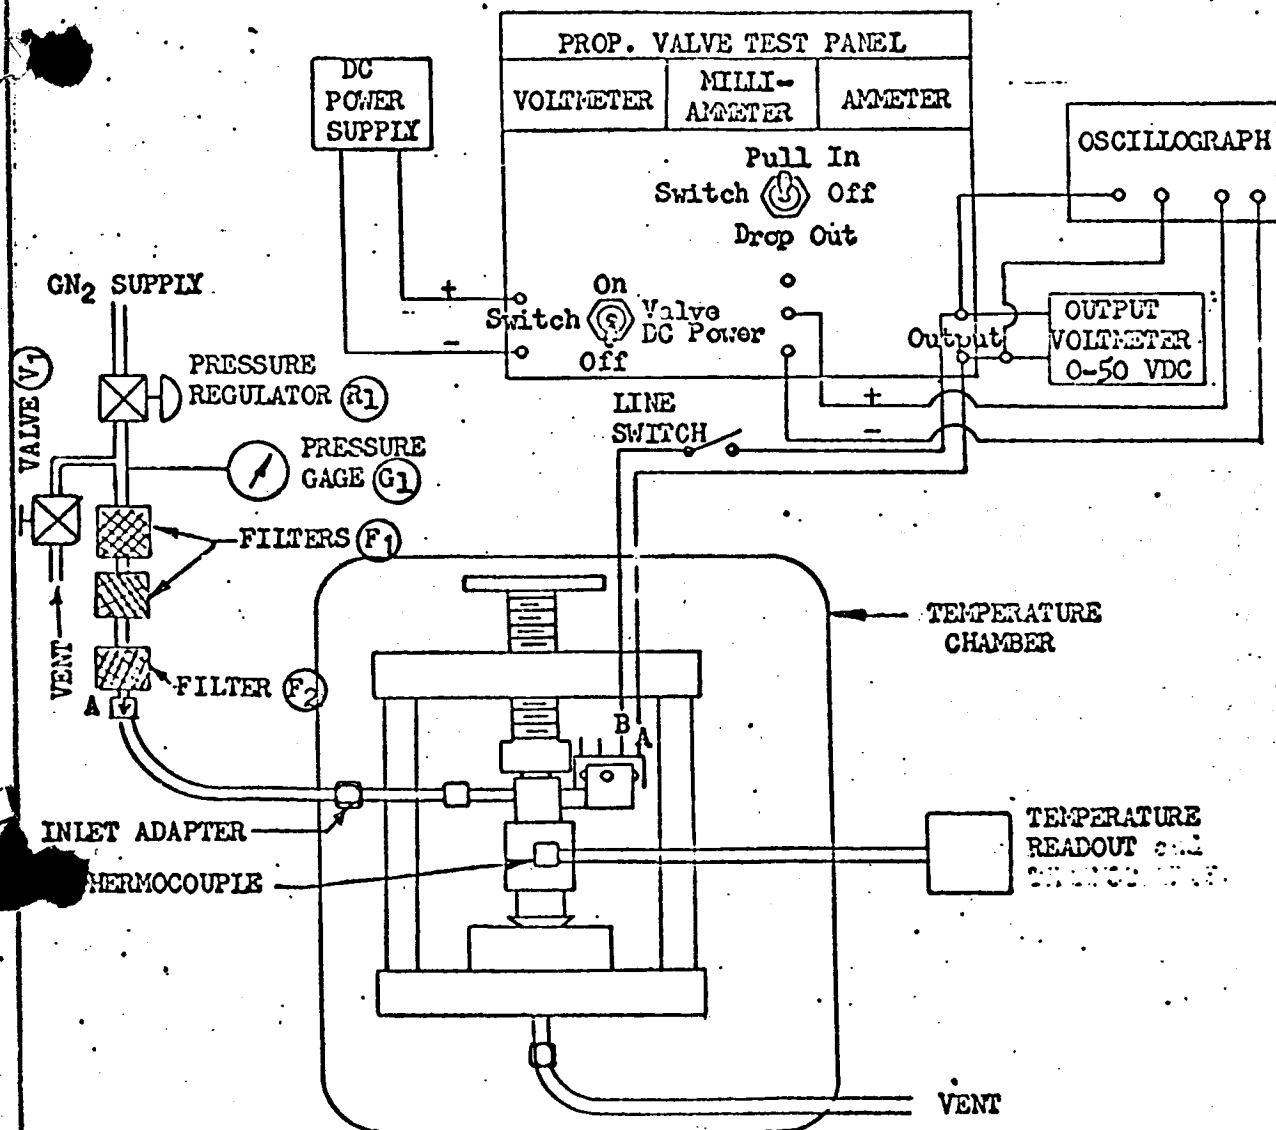 PROP. VALVE TEST PANEL
VOLTMETER
MILLI-
AMMETER
AMMETER
DC
POWER
SUPPLY
OSCILLOGRAPH
Pull In
Switch
Off
Drop Out
GN2 SUPPLY
+
-
On
Switch
Valve
DC Power
Off
Output
OUTPUT
VOLTMETER
0-50 VDC
VALVE V1
PRESSURE
REGULATOR R1
LINE
SWITCH
+
-
PRESSURE
GAGE G1
FILTERS F1
VENT
FILTER F2
A
B
A
TEMPERATURE
CHAMBER
INLET ADAPTER
THERMOCOUPLE
TEMPERATURE
READOUT and
VENT